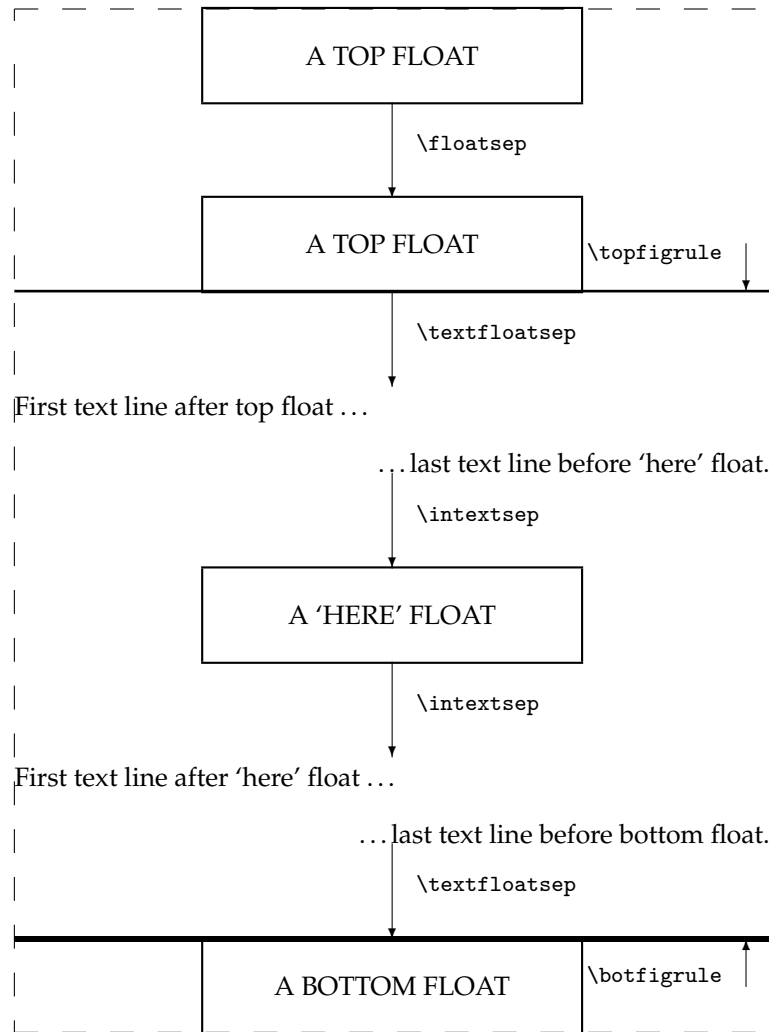 A TOP FLOAT
\floatsep
A TOP FLOAT
\topfigrule
\textfloatsep
First text line after top float …
…last text line before ‘here’ float.
\intextsep
A ‘HERE’ FLOAT
\intextsep
First text line after ‘here’ float …
…last text line before bottom float.
\textfloatsep
A BOTTOM FLOAT
\botfigrule